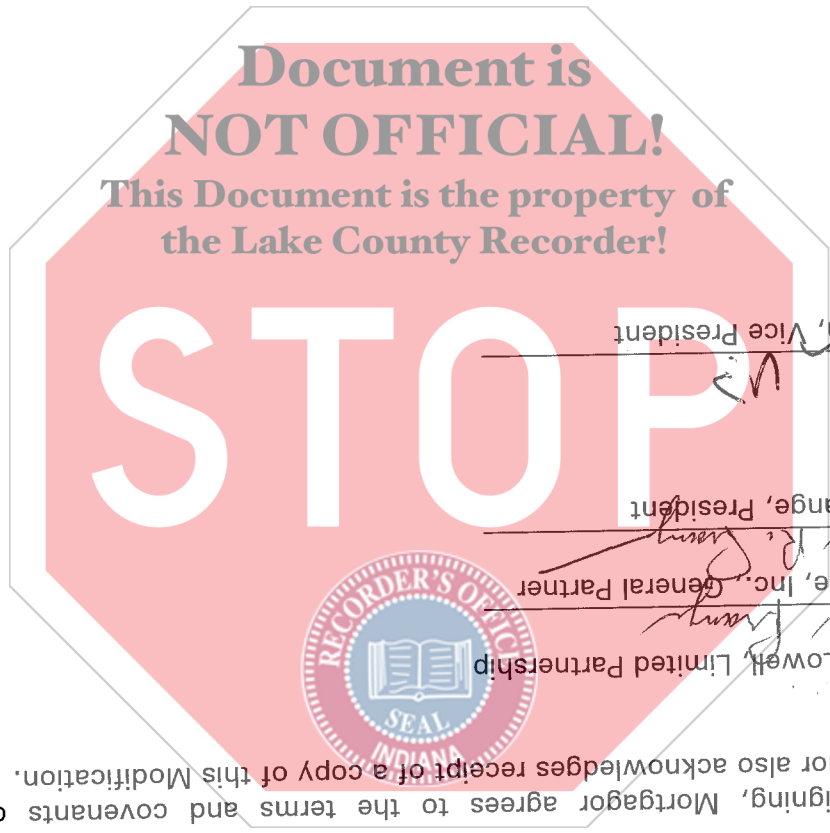 Document is
NOT OFFICIAL!
This Document is the property of
the Lake County Recorder!
STOP
RECORDER'S OFFICE
SEAL
INDIANA
igning, Mortgagor agrees to the terms and covenants
or also acknowledges receipt of a copy of this Modification.
owell, Limited Partnership
e, Inc., General Partner
ange, President
, Vice President